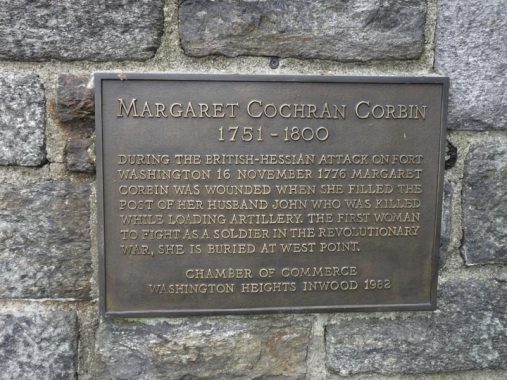 MARGARET COCHRAN CORBIN
1751-1800
DURING THE BRITISH-HESSIAN ATTACK ON FORT
WASHINGTON 16 NOVEMBER 1776 MARGARET
CORBIN WAS WOUNDED WHEN SHE FILLED THE
POST OF HER HUSBAND JOHN WHO WAS KILLED
WHILE LOADING ARTILLERY. THE FIRST WOMAN
TO FIGHT AS A SOLDIER IN THE REVOLUTIONARY
WAR, SHE IS BURIED AT WEST POINT.
CHAMBER OF COMMERCE
WASHINGTON HEIGHTS INWOOD 1982